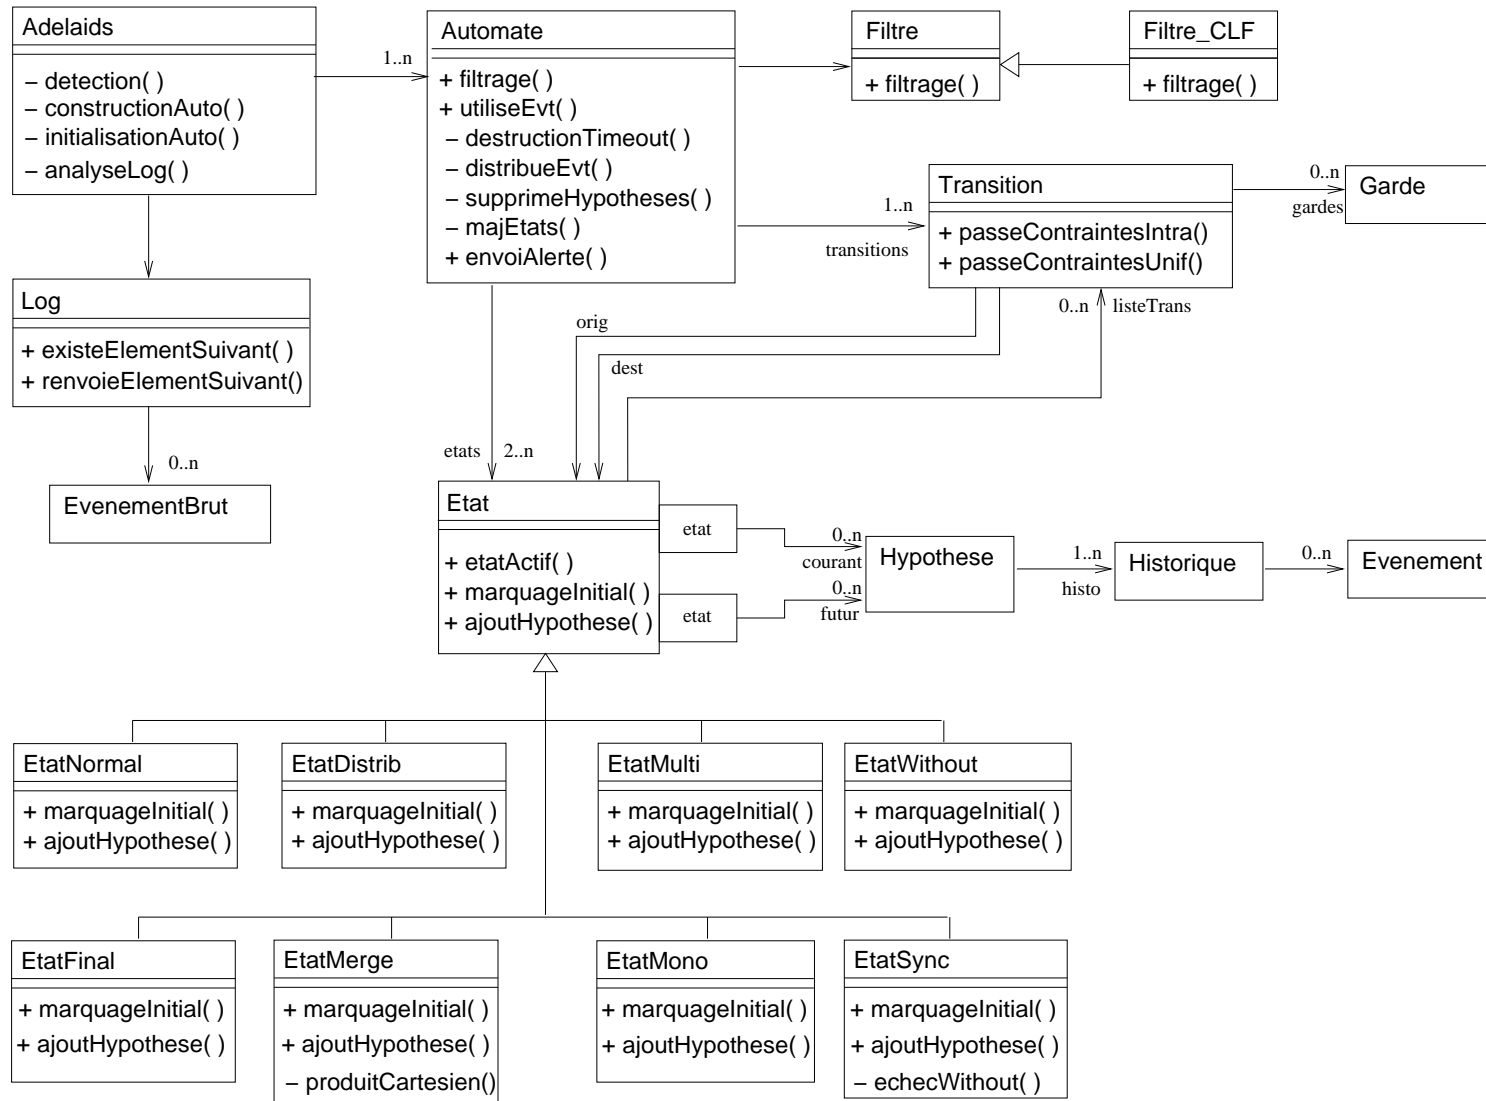 Adelaids
– detection( )
– constructionAuto( )
– initialisationAuto( )
– analyseLog( )
1..n
Automate
+ filtrage( )
+ utiliseEvt( )
– destructionTimeout( )
– distribueEvt( )
– supprimeHypotheses( )
– majEtats( )
+ envoiAlerte( )
Filtre
+ filtrage( )
Filtre_CLF
+ filtrage( )
1..n
transitions
Transition
+ passeContraintesIntra()
+ passeContraintesUnif()
0..n
gardes
Garde
Log
+ existeElementSuivant( )
+ renvoieElementSuivant()
0..n
EvenementBrut
orig
dest
0..n listeTrans
etats 2..n
Etat
+ etatActif( )
+ marquageInitial( )
+ ajoutHypothese( )
etat
etat
0..n
courant
0..n
futur
Hypothese
1..n
histo
Historique
0..n
Evenement
EtatNormal
+ marquageInitial( )
+ ajoutHypothese( )
EtatDistrib
+ marquageInitial( )
+ ajoutHypothese( )
EtatMulti
+ marquageInitial( )
+ ajoutHypothese( )
EtatWithout
+ marquageInitial( )
+ ajoutHypothese( )
EtatFinal
+ marquageInitial( )
+ ajoutHypothese( )
EtatMerge
+ marquageInitial( )
+ ajoutHypothese( )
– produitCartesien()
EtatMono
+ marquageInitial( )
+ ajoutHypothese( )
EtatSync
+ marquageInitial( )
+ ajoutHypothese( )
– echecWithout( )